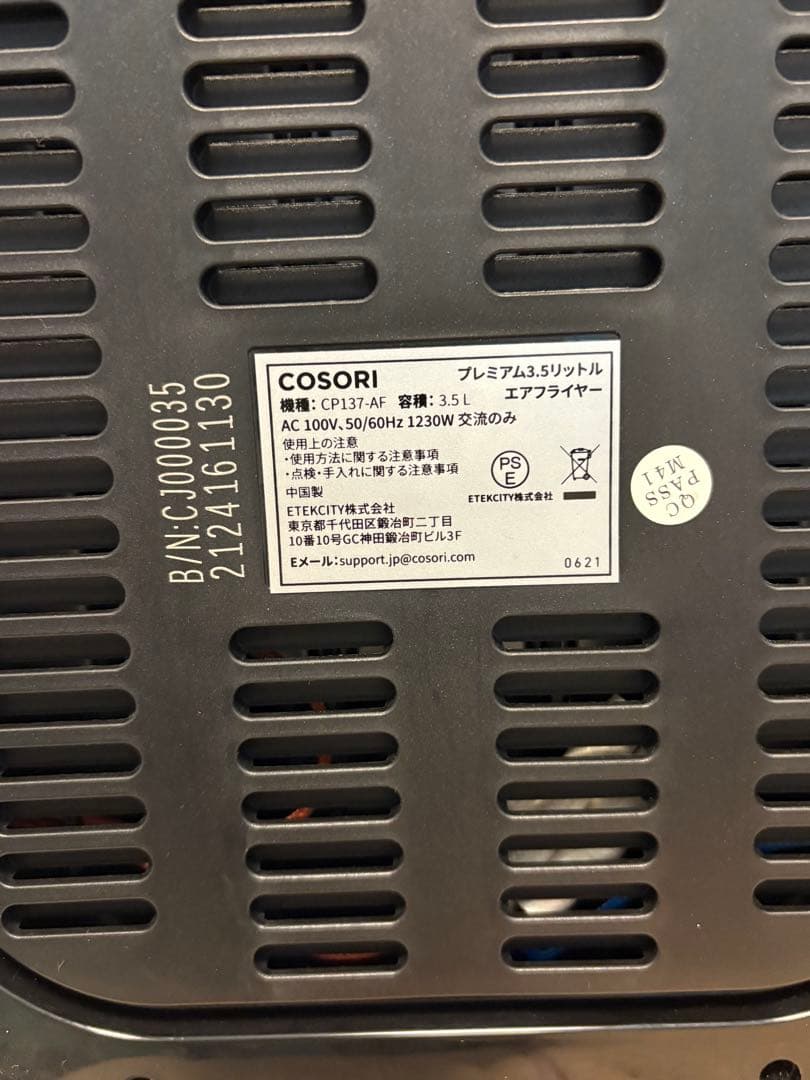 COSORI
プレミアム3.5リットル
エアフライヤー
機種: CP137-AF 容積: 3.5 L
AC 100V、50/60Hz 1230W 交流のみ
使用上の注意
・使用方法に関する注意事項
・点検・手入れに関する注意事項
中国製
PS
E
ETEKCITY株式会社
ETEKCITY株式会社
東京都千代田区鍛冶町二丁目
10番10号GC神田鍛冶町ビル3F
Eメール:support.jp@cosori.com
0621
B/N:CJ000035
2124161130
QC
PASS
M41